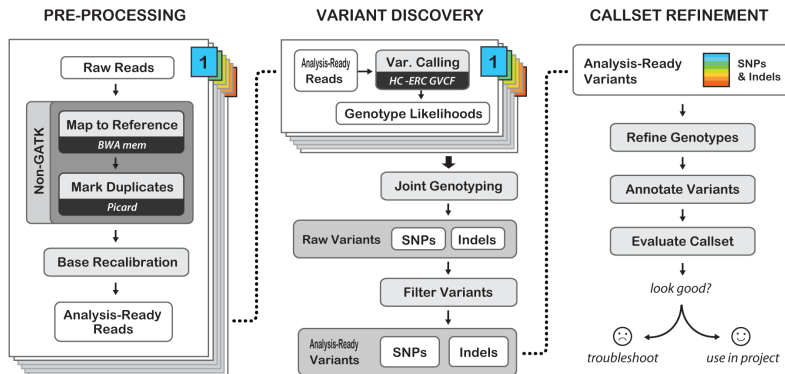 PRE-PROCESSING
1
Raw Reads
Non-GATK
Map to Reference
BWA mem
Mark Duplicates
Picard
Base Recalibration
Analysis-Ready
Reads
VARIANT DISCOVERY
1
Analysis-Ready
Reads
Var. Calling
HC -ERC GVCF
Genotype Likelihoods
Joint Genotyping
Raw Variants
SNPs
Indels
Filter Variants
Analysis-Ready
Variants
SNPs
Indels
CALLSET REFINEMENT
Analysis-Ready
Variants
SNPs
& Indels
Refine Genotypes
Annotate Variants
Evaluate Callset
look good?
troubleshoot
use in project